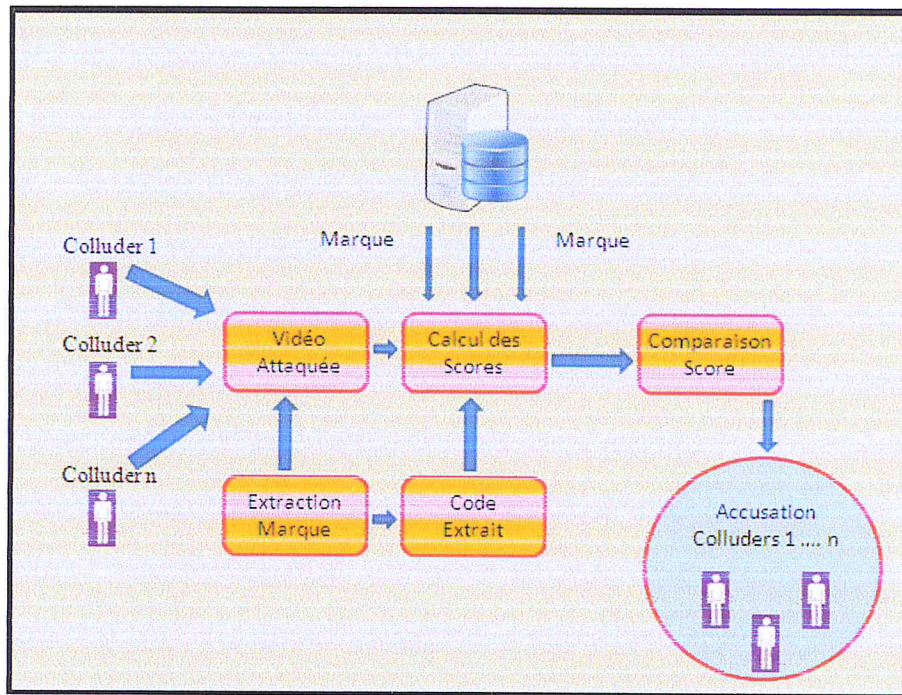 Marque
Marque
Colluder 1
Colluder 2
Colluder n
Vidéo
Attaquée
Calcul des
Scores
Comparaison
Score
Extraction
Marque
Code
Extrait
Accusation
Colluders 1 .... n